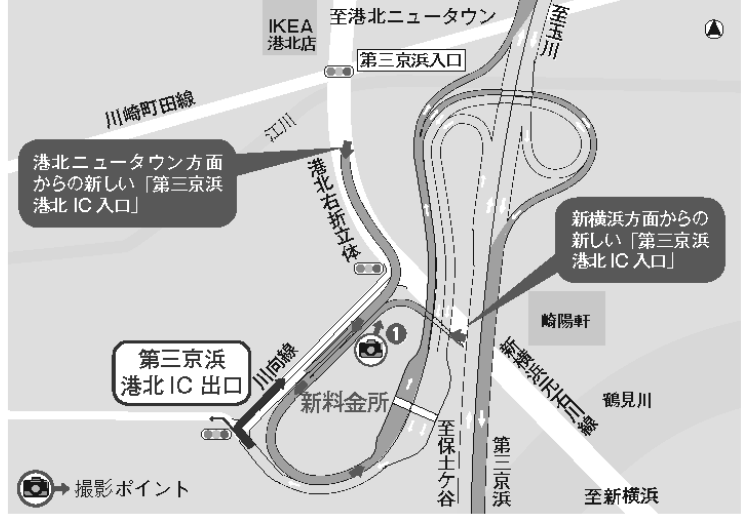 IKEA
港北店
至港北ニュータウン
至玉川
第三京浜入口
川崎町田線
江川
港北ニュータウン方面
からの新しい「第三京浜
港北 IC 入口」
港北右折立体
新横浜方面からの
新しい「第三京浜
港北 IC 入口」
崎陽軒
1
第三京浜
港北 IC 出口
川向線
新料金所
新横浜元石川線
鶴見川
至保土ケ谷
第三京浜
至新横浜
撮影ポイント